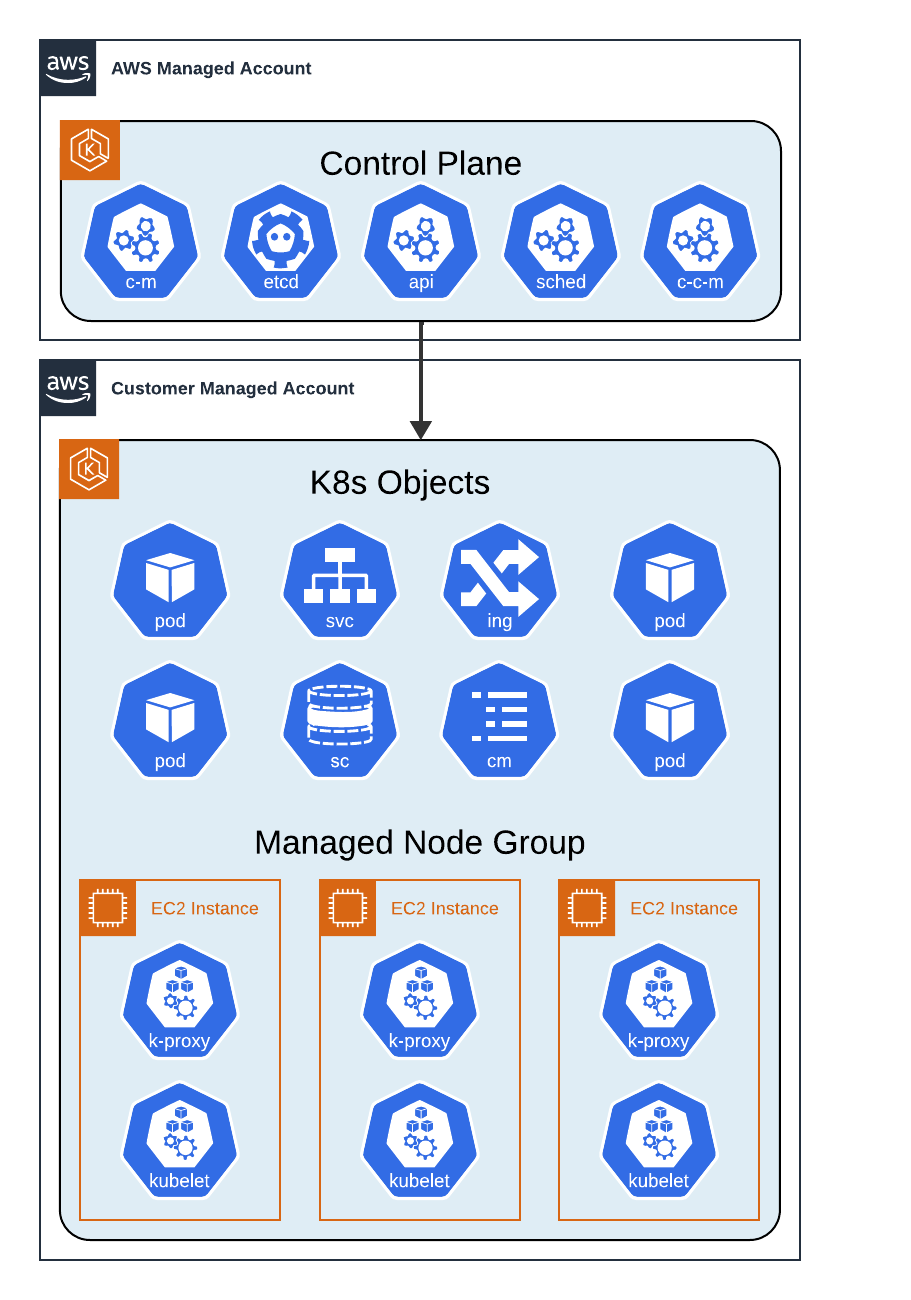 aws
AWS Managed Account
K
Control Plane
c-m
etcd
api
sched
c-c-m
aws
Customer Managed Account
K
K8s Objects
pod
svc
ing
pod
pod
sc
cm
pod
Managed Node Group
EC2 Instance
EC2 Instance
EC2 Instance
k-proxy
k-proxy
k-proxy
kubelet
kubelet
kubelet